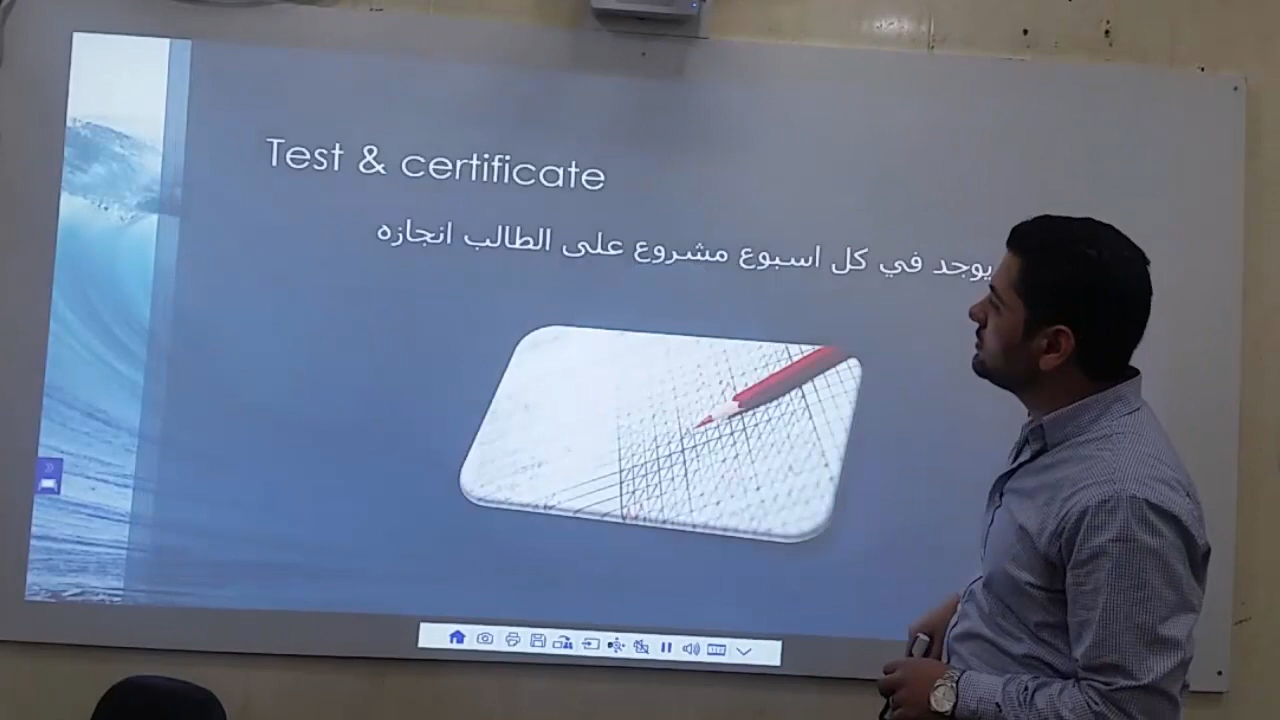 Test & certificate
يوجد في كل اسبوع مشروع على الطالب انجازه